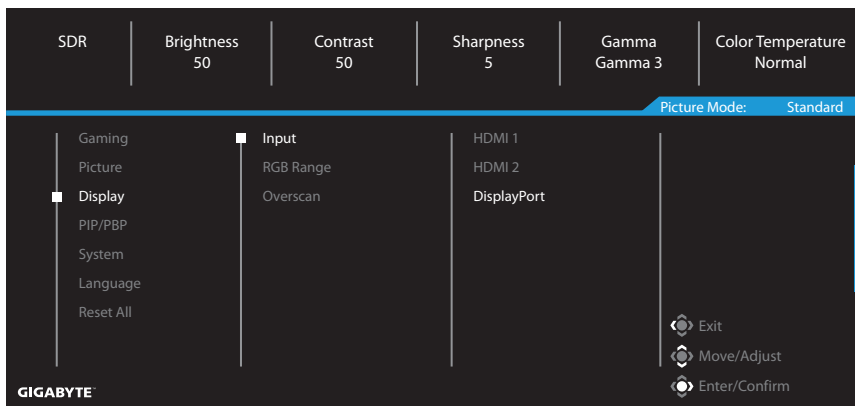 SDR
Brightness
50
Contrast
50
Sharpness
5
Gamma
Gamma 3
Color Temperature
Normal
Picture Mode: Standard
Gaming
Picture
Display
PIP/PBP
System
Language
Reset All
Input
RGB Range
Overscan
HDMI 1
HDMI 2
DisplayPort
Exit
Move/Adjust
Enter/Confirm
GIGABYTE™